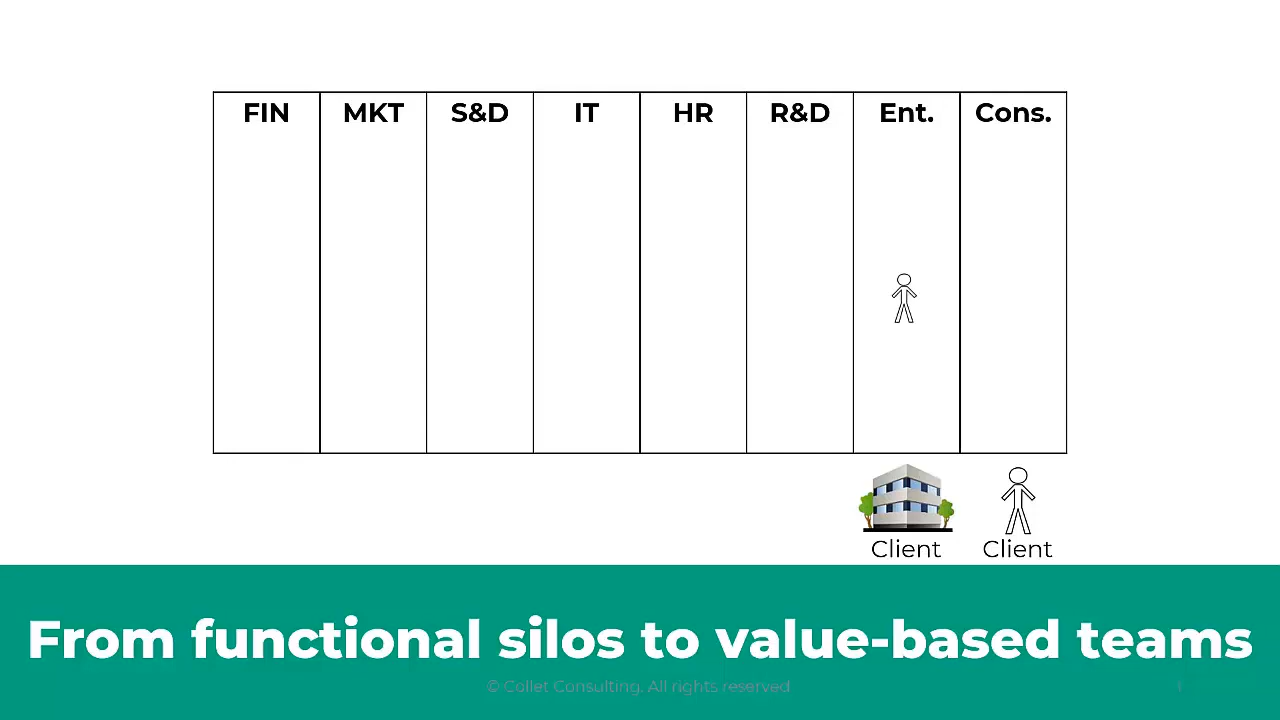 FIN MKT S&D IT HR R&D Ent. Cons.
Client Client
From functional silos to value-based teams
© Collet Consulting. All rights reserved
1